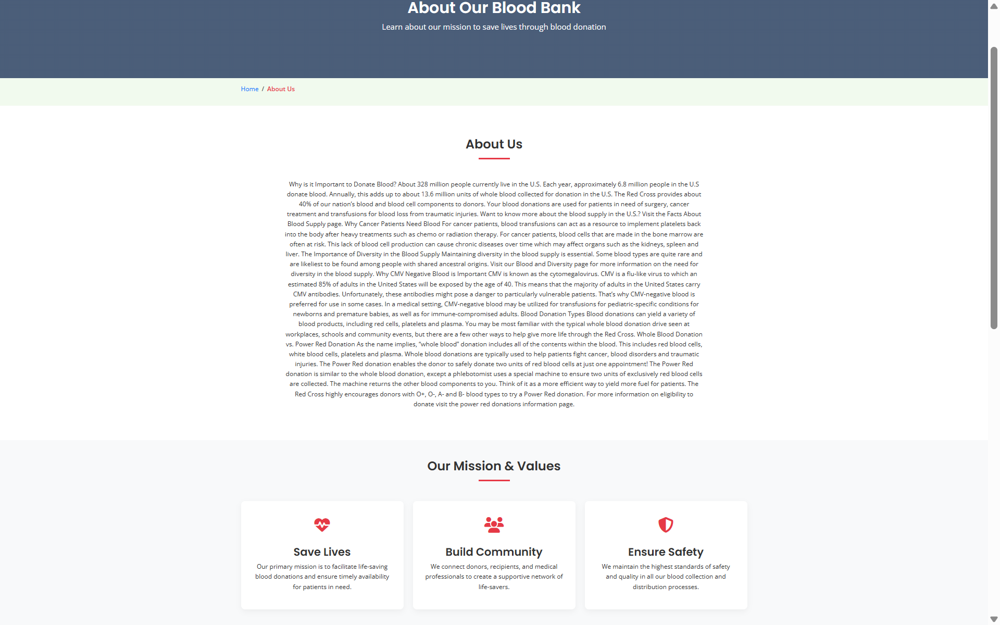 About Our Blood Bank
Learn about our mission to save lives through blood donation
Home / About Us
About Us
Why is it Important to Donate Blood? About 328 million people currently live in the U.S. Each year, approximately 6.8 million people in the U.S
donate blood. Annually, this adds up to about 13.6 million units of whole blood collected for donation in the U.S. The Red Cross provides about
40% of our nation’s blood and blood cell components to donors. Your blood donations are used for patients in need of surgery, cancer
treatment and transfusions for blood loss from traumatic injuries. Want to know more about the blood supply in the U.S.? Visit the Facts About
Blood Supply page. Why Cancer Patients Need Blood For cancer patients, blood transfusions can act as a resource to implement platelets back
into the body after heavy treatments such as chemo or radiation therapy. For cancer patients, blood cells that are made in the bone marrow are
often at risk. This lack of blood cell production can cause chronic diseases over time which may affect organs such as the kidneys, spleen and
liver. The Importance of Diversity in the Blood Supply Maintaining diversity in the blood supply is essential. Some blood types are quite rare and
are likeliest to be found among people with shared ancestral origins. Visit our Blood and Diversity page for more information on the need for
diversity in the blood supply. Why CMV Negative Blood is Important CMV is known as the cytomegalovirus. CMV is a flu-like virus to which an
estimated 85% of adults in the United States will be exposed by the age of 40. This means that the majority of adults in the United States carry
CMV antibodies. Unfortunately, these antibodies might pose a danger to particularly vulnerable patients. That’s why CMV-negative blood is
preferred for use in some cases. In a medical setting, CMV-negative blood may be utilized for transfusions for pediatric-specific conditions for
newborns and premature babies, as well as for immune-compromised adults. Blood Donation Types Blood donations can yield a variety of
blood products, including red cells, platelets and plasma. You may be most familiar with the typical whole blood donation drive seen at
workplaces, schools and community events, but there are a few other ways to help give more life through the Red Cross. Whole Blood Donation
vs. Power Red Donation As the name implies, “whole blood” donation includes all of the contents within the blood. This includes red blood cells,
white blood cells, platelets and plasma. Whole blood donations are typically used to help patients fight cancer, blood disorders and traumatic
injuries. The Power Red donation enables the donor to safely donate two units of red blood cells at just one appointment! The Power Red
donation is similar to the whole blood donation, except a phlebotomist uses a special machine to ensure two units of exclusively red blood cells
are collected. The machine returns the other blood components to you. Think of it as a more efficient way to yield more fuel for patients. The
Red Cross highly encourages donors with O+, O-, A- and B- blood types to try a Power Red donation. For more information on eligibility to
donate visit the power red donations information page.
Our Mission & Values
Save Lives
Our primary mission is to facilitate life-saving
blood donations and ensure timely availability
for patients in need.
Build Community
We connect donors, recipients, and medical
professionals to create a supportive network of
life-savers.
Ensure Safety
We maintain the highest standards of safety
and quality in all our blood collection and
distribution processes.